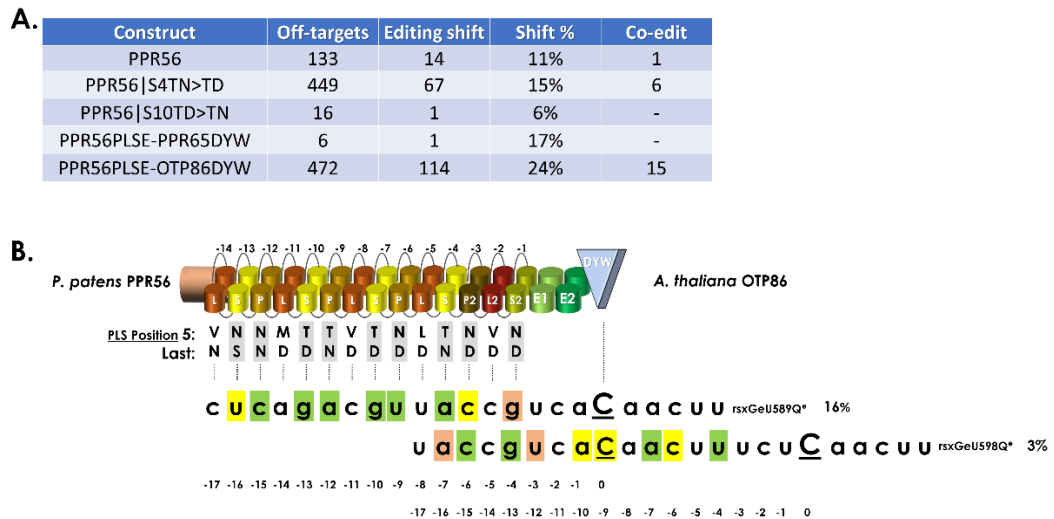 A.
Construct Off-targets Editing shift Shift % Co-edit
PPR56 133 14 11% 1
PPR56|S4TN>TD 449 67 15% 6
PPR56|S10TD>TN 16 1 6% -
PPR56PLSE-PPR65DYW 6 1 17% -
PPR56PLSE-OTP86DYW 472 114 24% 15
B.
-14 -13 -12 -11 -10 -9 -8 -7 -6 -5 -4 -3 -2 -1
P. patens PPR56 L S P L S P L S P L S P2 L2 S2 E1 E2 DYW A. thaliana OTP86
PLS Position 5: V N N M T T V T N L T N V N
Last: N S N D D N D D D D N D D D
c u c a g a c g u u a c c g u c a C a a c u u rsxGeU589Q* 16%
u a c c g u c a C a a c u u u c u C a a c u u rsxGeU598Q* 3%
-17 -16 -15 -14 -13 -12 -11 -10 -9 -8 -7 -6 -5 -4 -3 -2 -1 0
-17 -16 -15 -14 -13 -12 -11 -10 -9 -8 -7 -6 -5 -4 -3 -2 -1 0